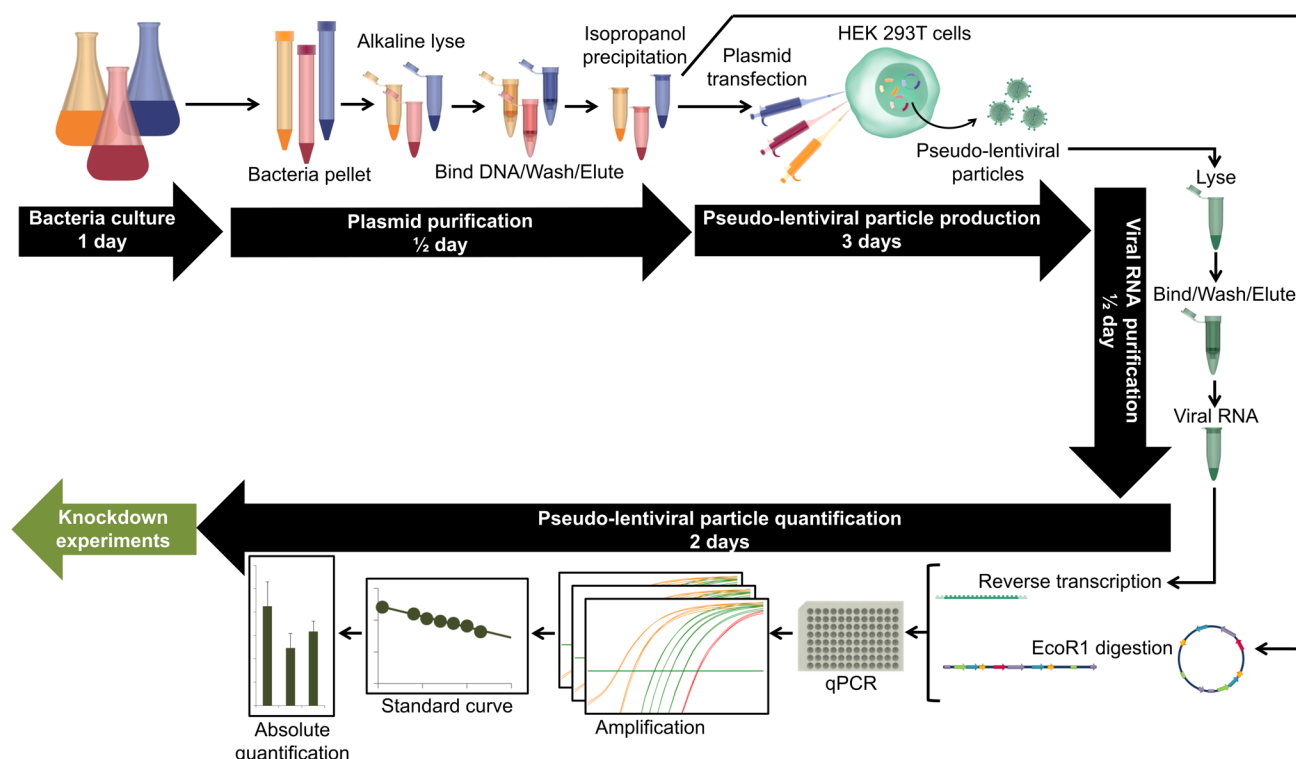 Alkaline lyse
Isopropanol
precipitation
Plasmid
transfection
HEK 293T cells
Bacteria pellet
Bind DNA/Wash/Elute
Pseudo-lentiviral
particles
Lyse
Bacteria culture
1 day
Plasmid purification
½ day
Pseudo-lentiviral particle production
3 days
Viral RNA purification
½ day
Bind/Wash/Elute
Viral RNA
Knockdown
experiments
Pseudo-lentiviral particle quantification
2 days
Reverse transcription
EcoR1 digestion
qPCR
Amplification
Standard curve
Absolute
quantification